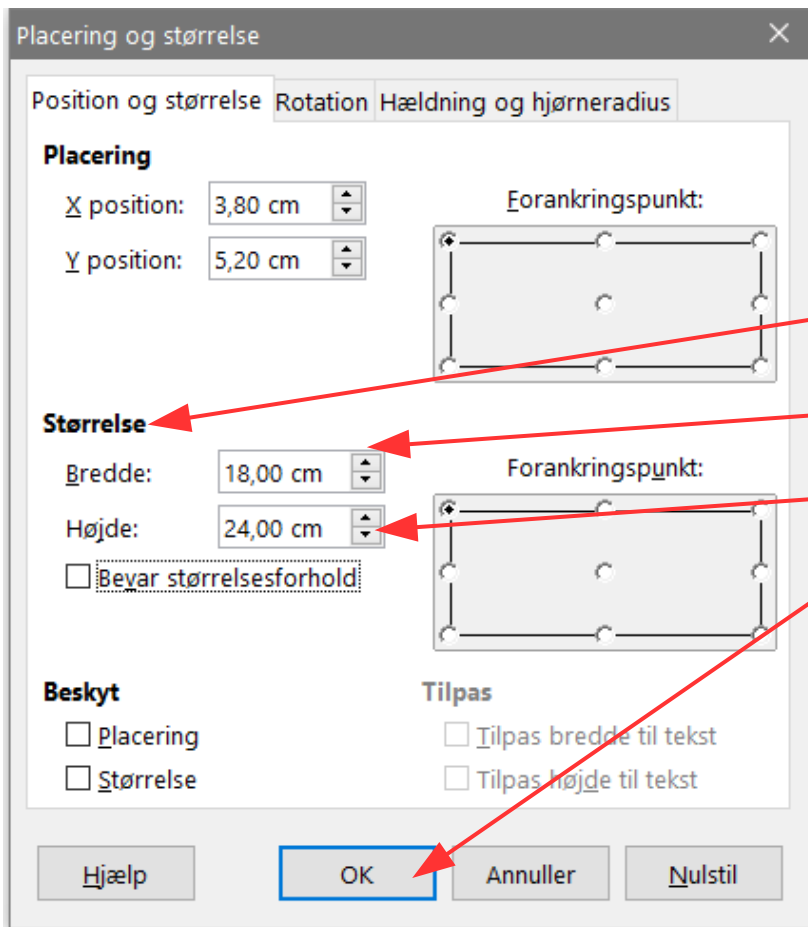 Placering og størrelse
Position og størrelse Rotation Hældning og hjørneradius
Placering
X position: 3,80 cm Forankringspunkt:
Y position: 5,20 cm
Størrelse
Bredde: 18,00 cm Forankringspunkt:
Højde: 24,00 cm
Bevar størrelsesforhold
Beskyt Tilpas
Placering Tilpas bredde til tekst
Størrelse Tilpas højde til tekst
Hjælp OK Annuller Nulstil